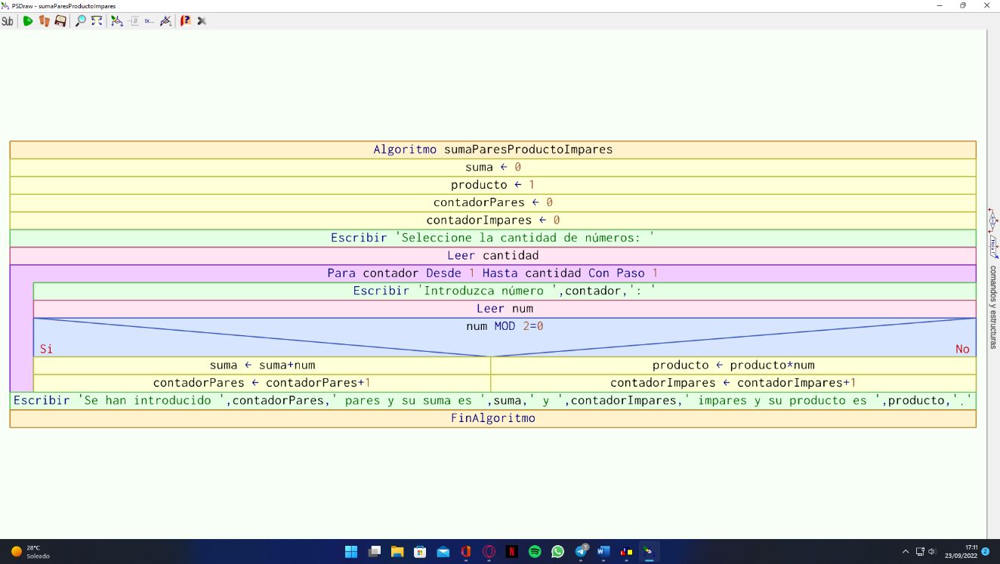 PSDraw - sumaParesProductoImpares
Sub
tx...
Algoritmo sumaParesProductoImpares
suma ← 0
producto ← 1
contadorPares ← 0
contadorImpares ← 0
Escribir 'Seleccione la cantidad de números: '
Leer cantidad
Para contador Desde 1 Hasta cantidad Con Paso 1
Escribir 'Introduzca número ',contador,': '
Leer num
num MOD 2=0
Si
No
suma ← suma+num
producto ← producto*num
contadorPares ← contadorPares+1
contadorImpares ← contadorImpares+1
Escribir 'Se han introducido ',contadorPares,' pares y su suma es ',suma,' y ',contadorImpares,' impares y su producto es ',producto,'.'
FinAlgoritmo
comandos y estructuras
28°C
Soleado
3
17:11
23/09/2022
2